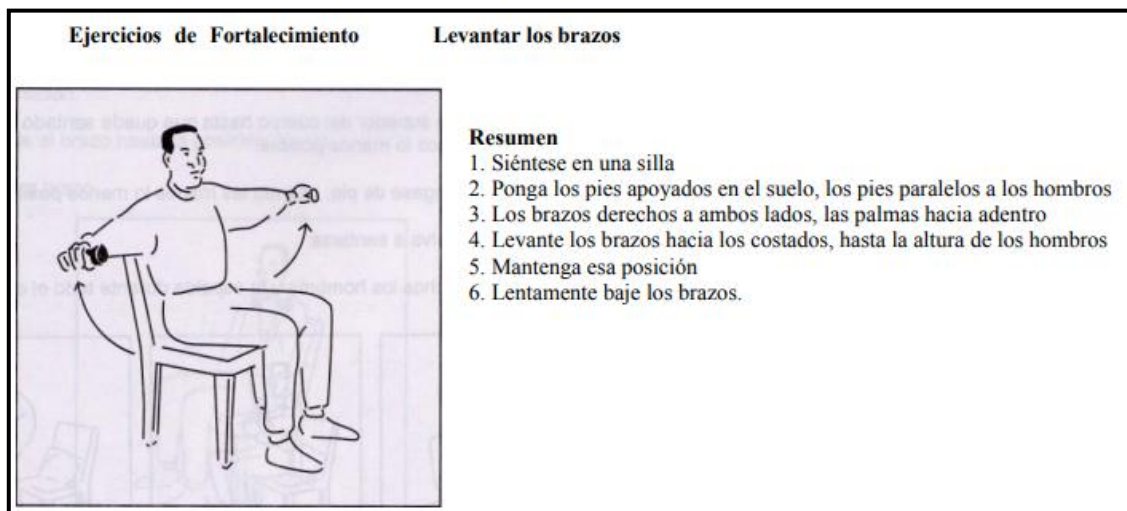 Ejercicios de Fortalecimiento Levantar los brazos
Resumen
1. Siéntese en una silla
2. Ponga los pies apoyados en el suelo, los pies paralelos a los hombros
3. Los brazos derechos a ambos lados, las palmas hacia adentro
4. Levante los brazos hacia los costados, hasta la altura de los hombros
5. Mantenga esa posición
6. Lentamente baje los brazos.